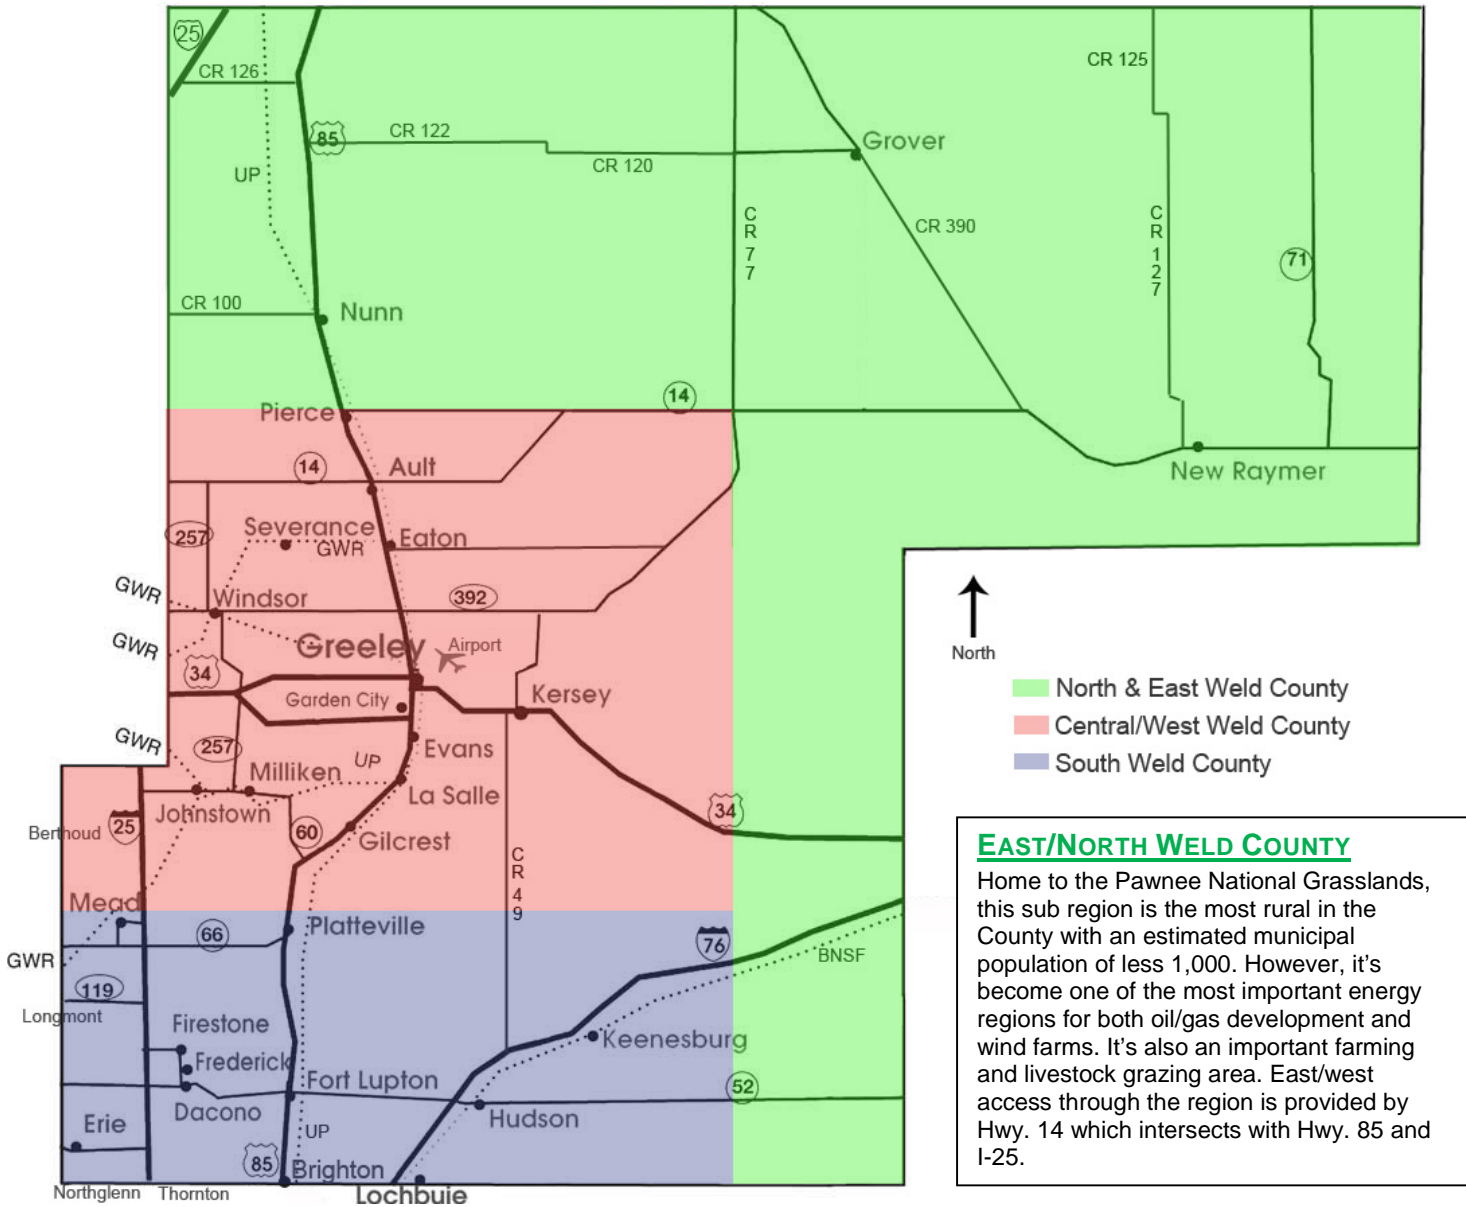 25
CR 126
CR 125
85
CR 122
CR 120
Grover
UP
CR 77
CR 390
CR 127
71
CR 100
Nunn
14
Pierce
14
Ault
New Raymer
257
Severance
GWR
Eaton
GWR
Windsor
392
GWR
Greeley
Airport
North
34
Garden City
Kersey
North & East Weld County
GWR
257
Evans
Central/West Weld County
Milliken
UP
South Weld County
La Salle
Johnstown
34
Berthoud
25
60
Gilcrest
CR 49
Mead
66
Platteville
76
BNSF
GWR
119
Longmont
Firestone
Frederick
Keenesburg
Fort Lupton
52
Dacono
Hudson
Erie
UP
85
Brighton
Northglenn
Thornton
Lochbuie
EAST/NORTH WELD COUNTY
Home to the Pawnee National Grasslands,
this sub region is the most rural in the
County with an estimated municipal
population of less 1,000. However, it's
become one of the most important energy
regions for both oil/gas development and
wind farms. It's also an important farming
and livestock grazing area. East/west
access through the region is provided by
Hwy. 14 which intersects with Hwy. 85 and
I-25.